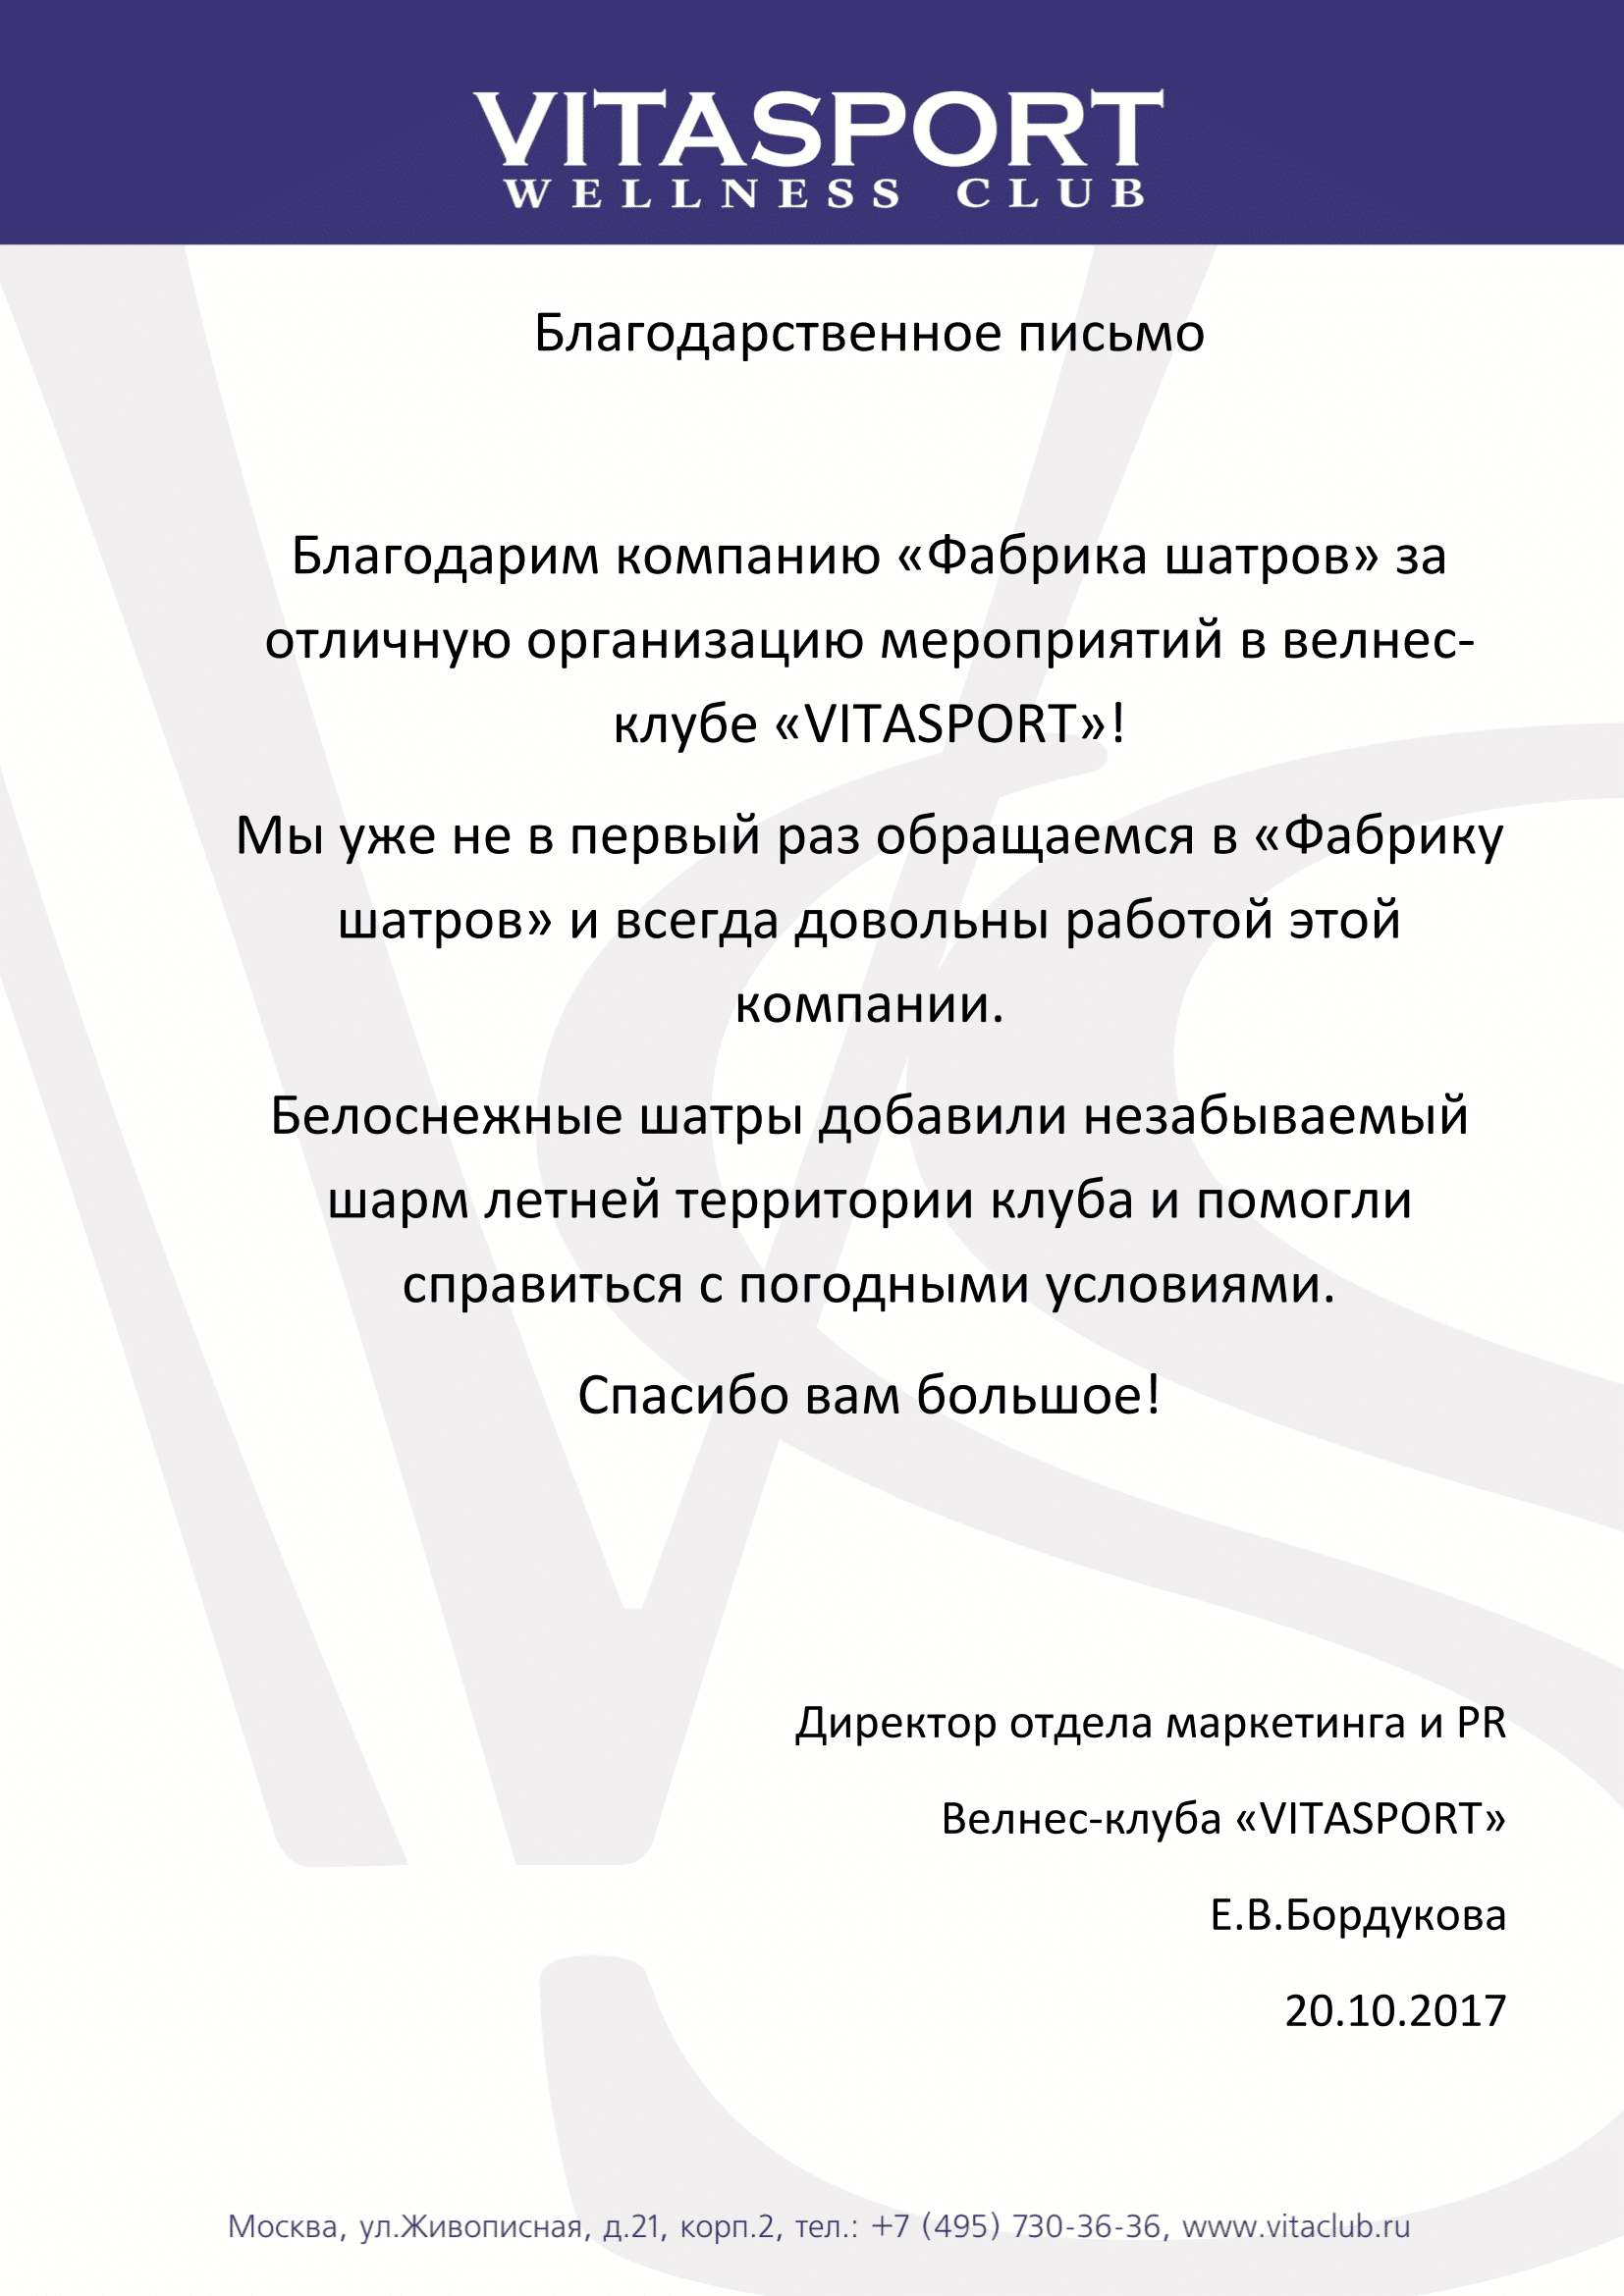 VITASPORT
WELLNESS CLUB
Благодарственное письмо
Благодарим компанию «Фабрика шатров» за
отличную организацию мероприятий в велнес-
клубе «VITASPORT»!
Мы уже не в первый раз обращаемся в «Фабрику
шатров» и всегда довольны работой этой
компании.
Белоснежные шатры добавили незабываемый
шарм летней территории клуба и помогли
справиться с погодными условиями.
Спасибо вам большое!
Директор отдела маркетинга и PR
Велнес-клуба «VITASPORT»
Е.В.Бордукова
20.10.2017
Москва, ул.Живописная, д.21, корп.2, тел.: +7 (495) 730-36-36, www.vitaclub.ru